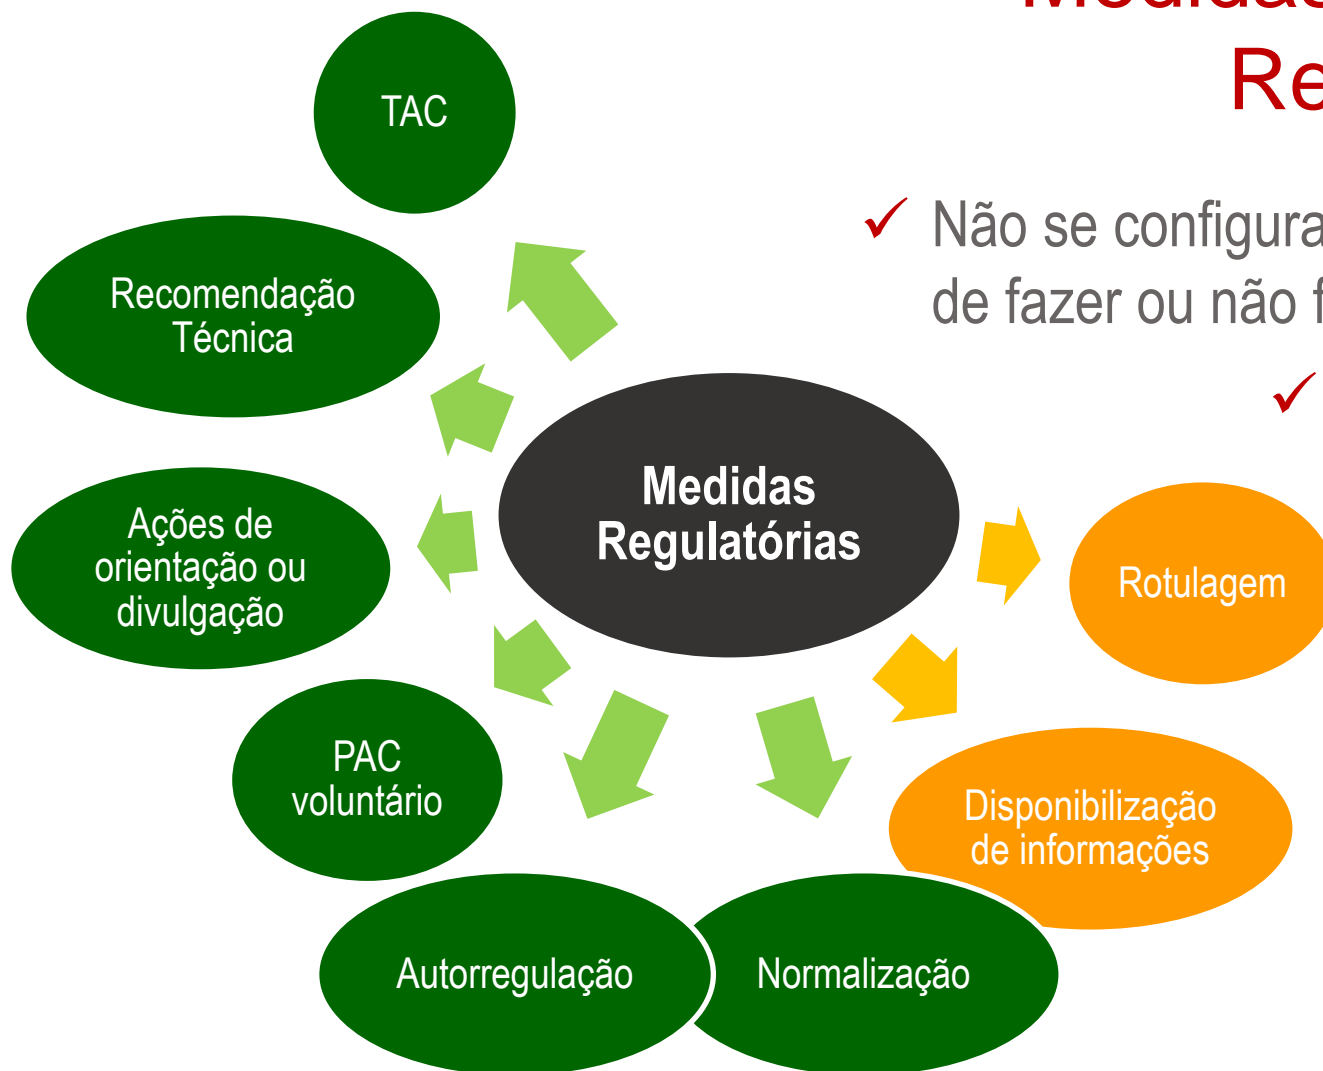 Medidas
Re
Não se configura
de fazer ou não f
TAC
Recomendação
Técnica
Ações de
orientação ou
divulgação
PAC
voluntário
Autorregulação
Normalização
Disponibilização
de informações
Rotulagem
Medidas
Regulatórias